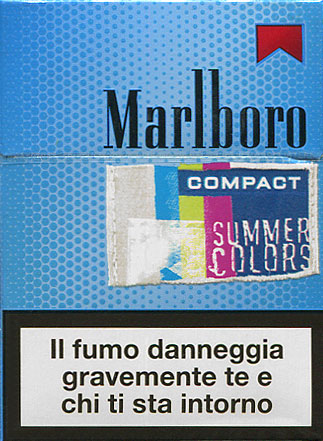 Marlboro
COMPACT
SUMMER
COLORS
Il fumo danneggia
gravemente te e
chi ti sta intorno